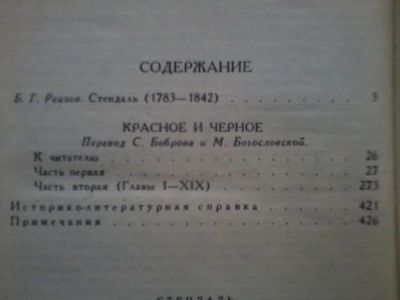 СОДЕРЖАНИЕ
Б. Г. Реизов. Стендаль (1783—1842) . . . . . . . . . 3
КРАСНОЕ И ЧЕРНОЕ
Перевод С. Боброва и М. Богословской.
К читателю . . . . . . . . . . . . . . . . . 26
Часть первая . . . . . . . . . . . . . . . . 27
Часть вторая (Главы I—XIX) . . . . . . . . . . 273
Историко-литературная справка . . . . . . . . . 421
Примечания . . . . . . . . . . . . . . . . . 426
СТЕНДАЛЬ